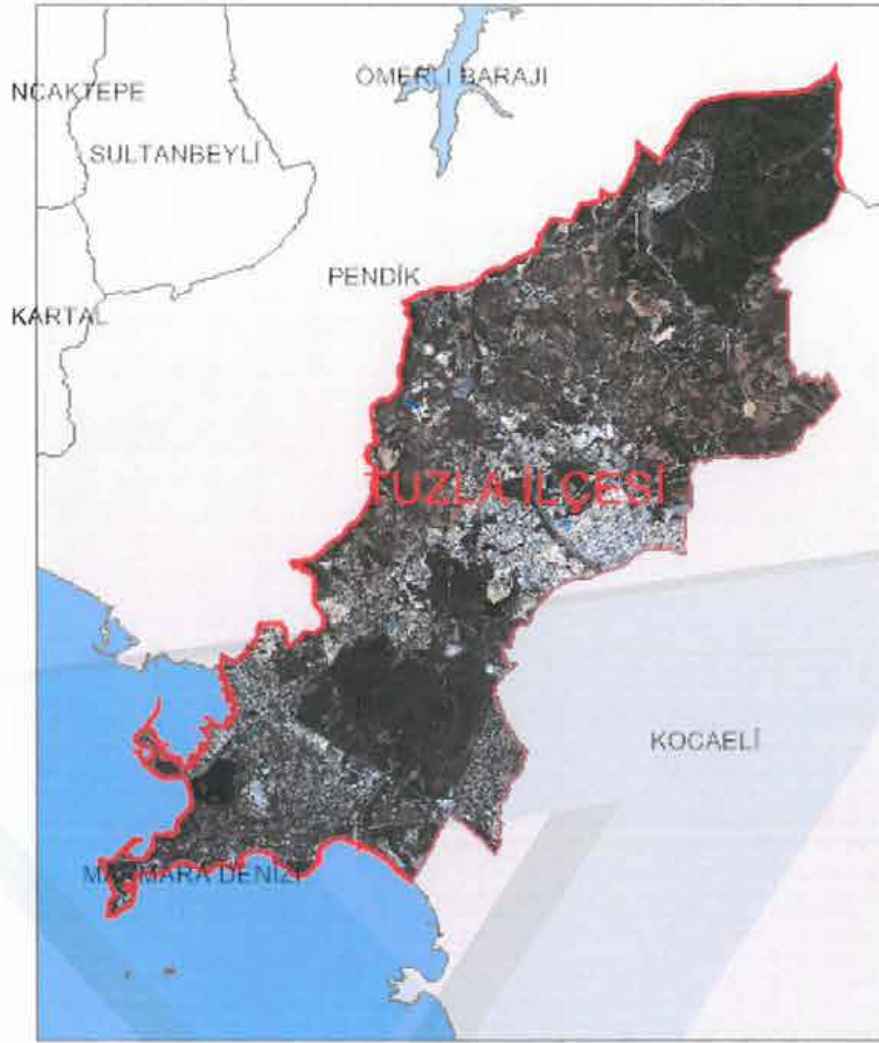 ÖMERLİ BARAJI
NCAKTEPE
SULTANBEYLİ
PENDİK
KARTAL
TUZLA İLÇESİ
KOCAELİ
MARMARA DENİZİ